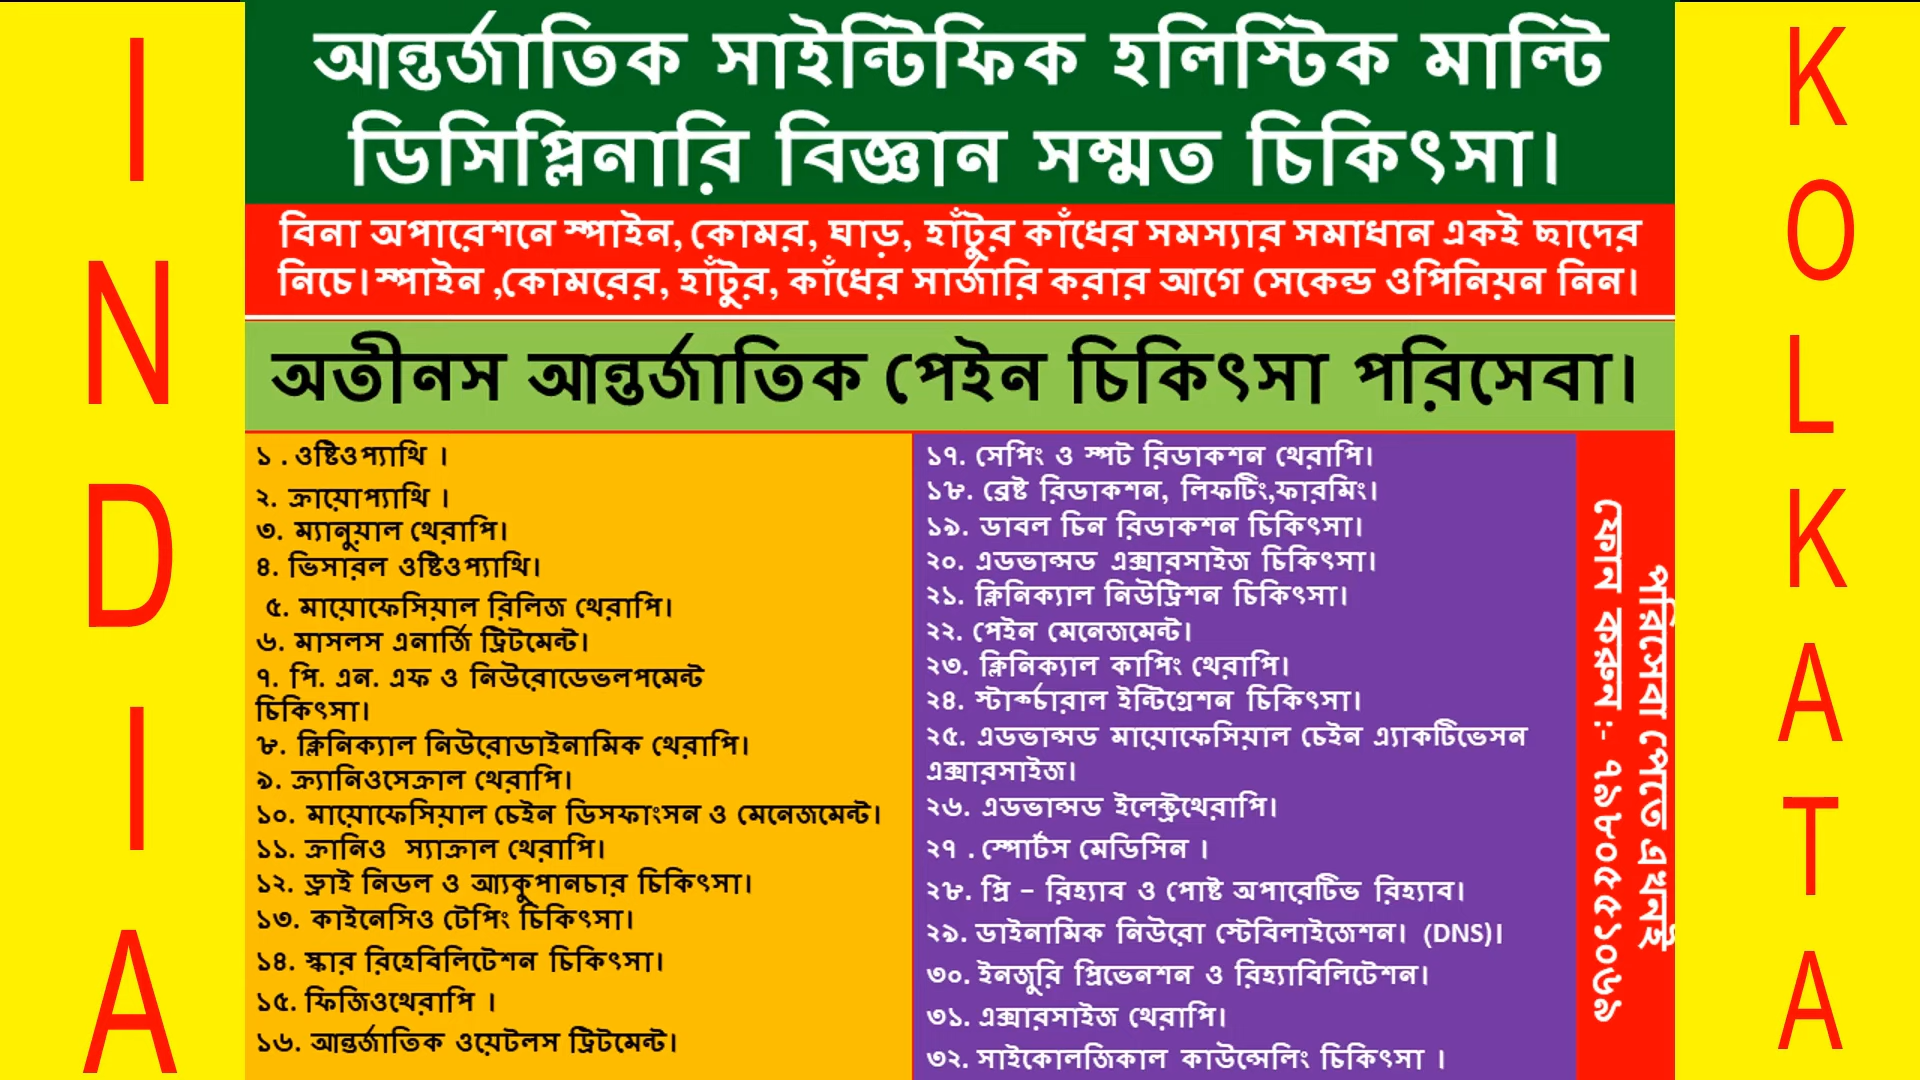 INDIA
আন্তর্জাতিক সাইন্টিফিক হলিস্টিক মাল্টি
ডিসিপ্লিনারি বিজ্ঞান সম্মত চিকিৎসা।
বিনা অপারেশনে স্পাইন, কোমর, ঘাড়, হাঁটুর কাঁধের সমস্যার সমাধান একই ছাদের
নিচে। স্পাইন ,কোমরের, হাঁটুর, কাঁধের সার্জারি করার আগে সেকেন্ড ওপিনিয়ন নিন।
অতীনস আন্তর্জাতিক পেইন চিকিৎসা পরিসেবা।
১ . ওষ্টিওপ্যাথি ।
২. ক্রায়োপ্যাথি ।
৩. ম্যানুয়াল থেরাপি।
৪. ভিসারল ওষ্টিওপ্যাথি।
৫. মায়োফেসিয়াল রিলিজ থেরাপি।
৬. মাসলস এনার্জি ট্রিটমেন্ট।
৭. পি. এন. এফ ও নিউরোডেভলপমেন্ট
চিকিৎসা।
৮. ক্লিনিক্যাল নিউরোডাইনামিক থেরাপি।
৯. ক্র্যানিওসেক্রাল থেরাপি।
১০. মায়োফেসিয়াল চেইন ডিসফাংসন ও মেনেজমেন্ট।
১১. ক্রানিও স্যাক্রাল থেরাপি।
১২. ড্রাই নিডল ও আ্যকুপানচার চিকিৎসা।
১৩. কাইনেসিও টেপিং চিকিৎসা।
১৪. স্কার রিহেবিলিটেশন চিকিৎসা।
১৫. ফিজিওথেরাপি ।
১৬. আন্তর্জাতিক ওয়েটলস ট্রিটমেন্ট।
১৭. সেপিং ও স্পট রিডাকশন থেরাপি।
১৮. ব্রেষ্ট রিডাকশন, লিফটিং,ফারমিং।
১৯. ডাবল চিন রিডাকশন চিকিৎসা।
২০. এডভান্সড এক্সারসাইজ চিকিৎসা।
২১. ক্লিনিক্যাল নিউট্রিশন চিকিৎসা।
২২. পেইন মেনেজমেন্ট।
২৩. ক্লিনিক্যাল কাপিং থেরাপি।
২৪. স্টার্কচারাল ইন্টিগ্রেশন চিকিৎসা।
২৫. এডভান্সড মায়োফেসিয়াল চেইন এ্যাকটিভেসন
এক্সারসাইজ।
২৬. এডভান্সড ইলেক্ট্রথেরাপি।
২৭ . স্পোর্টস মেডিসিন ।
২৮. প্রি – রিহ্যাব ও পোষ্ট অপারেটিভ রিহ্যাব।
২৯. ডাইনামিক নিউরো স্টেবিলাইজেশন। (DNS)।
৩০. ইনজুরি প্রিভেনশন ও রিহ্যাবিলিটেশন।
৩১. এক্সারসাইজ থেরাপি।
৩২. সাইকোলজিকাল কাউন্সেলিং চিকিৎসা ।
পরিসেবা পেতে এখনই
ফোন করুন :- ৭৯৮০৫৫১০৬৯
KOLKATA